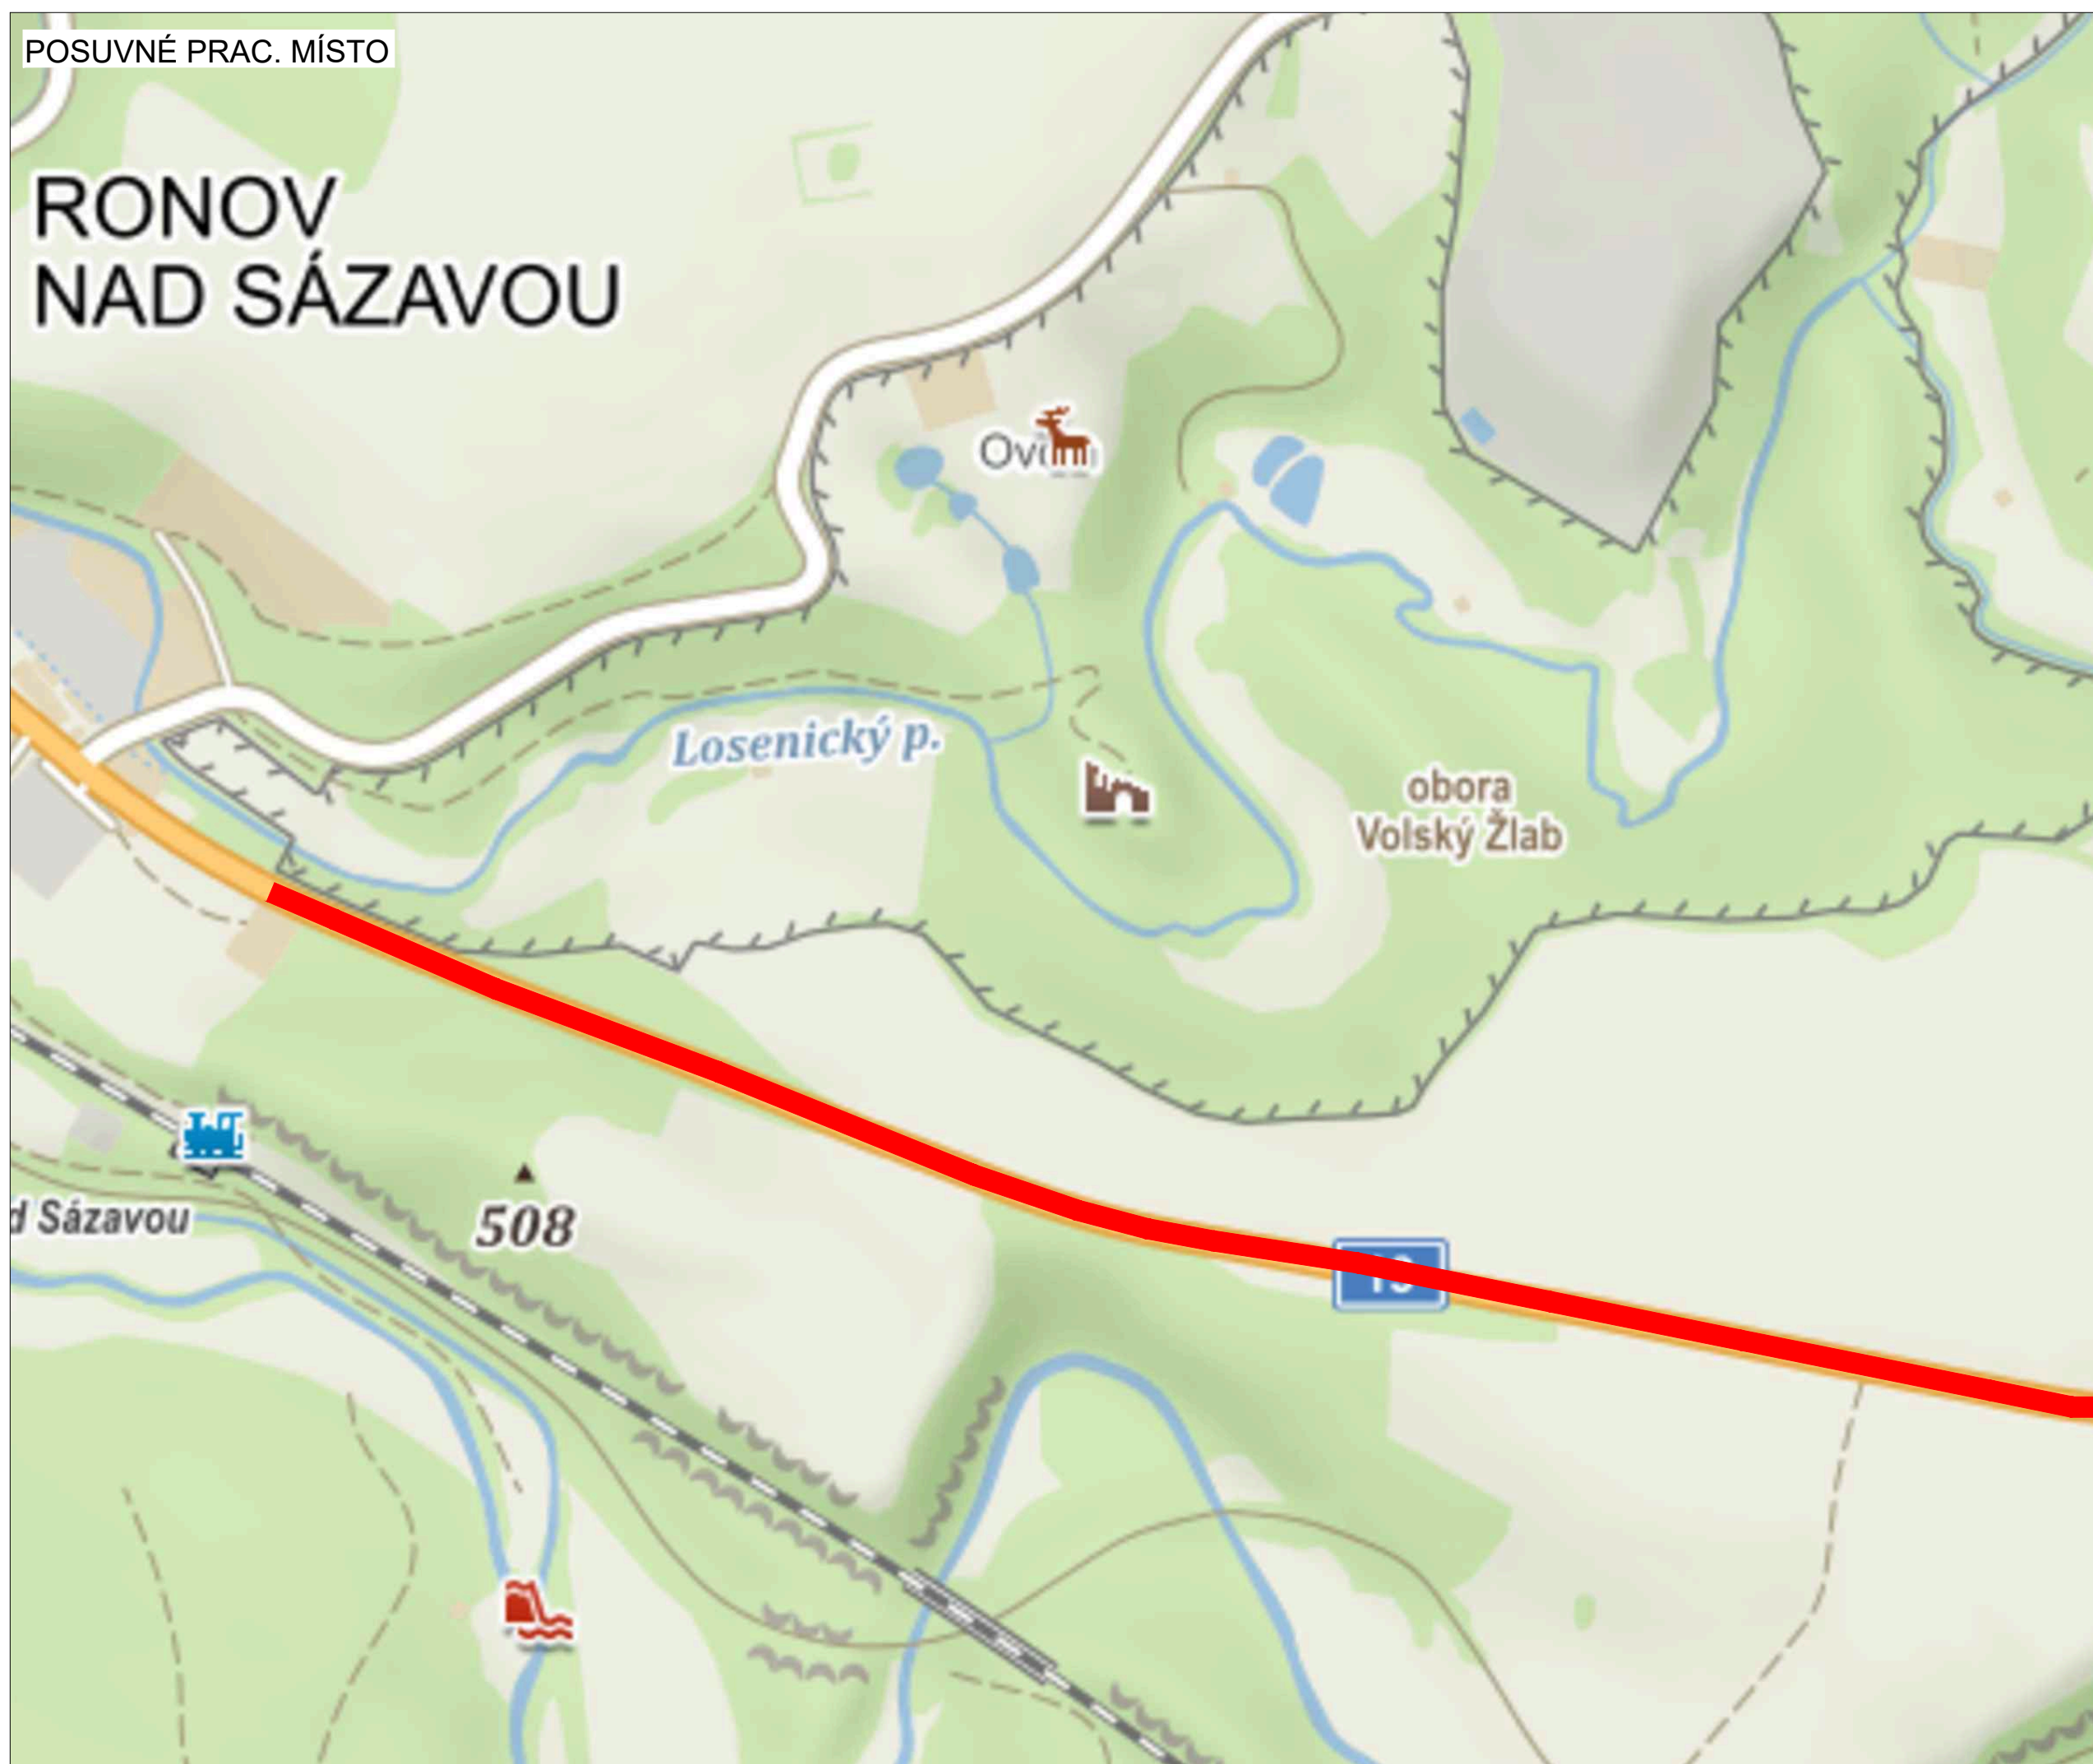 POSUVNÉ PRAC. MÍSTO
RONOV
NAD SÁZAVOU
Losenický p.
obora
Volský Žlab
d Sázavou
508